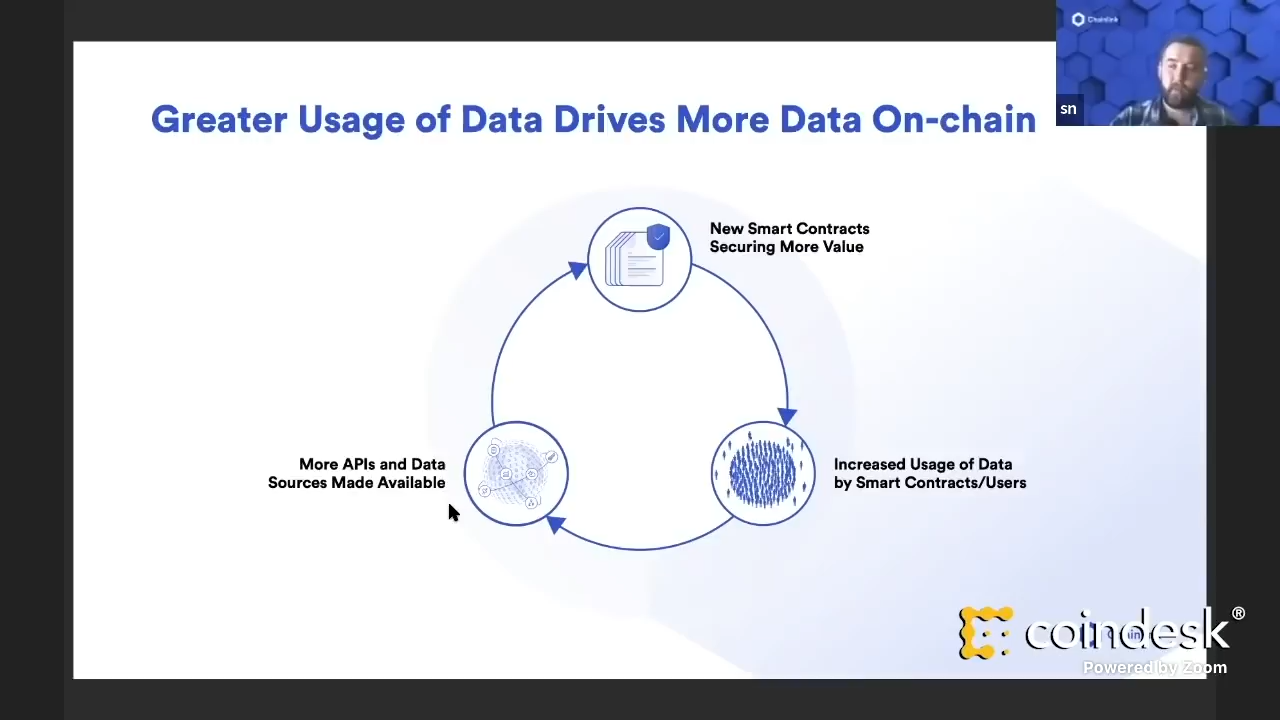 Chainlink
sn
Greater Usage of Data Drives More Data On-chain
New Smart Contracts
Securing More Value
More APIs and Data
Sources Made Available
Increased Usage of Data
by Smart Contracts/Users
coindesk®
Powered by Zoom